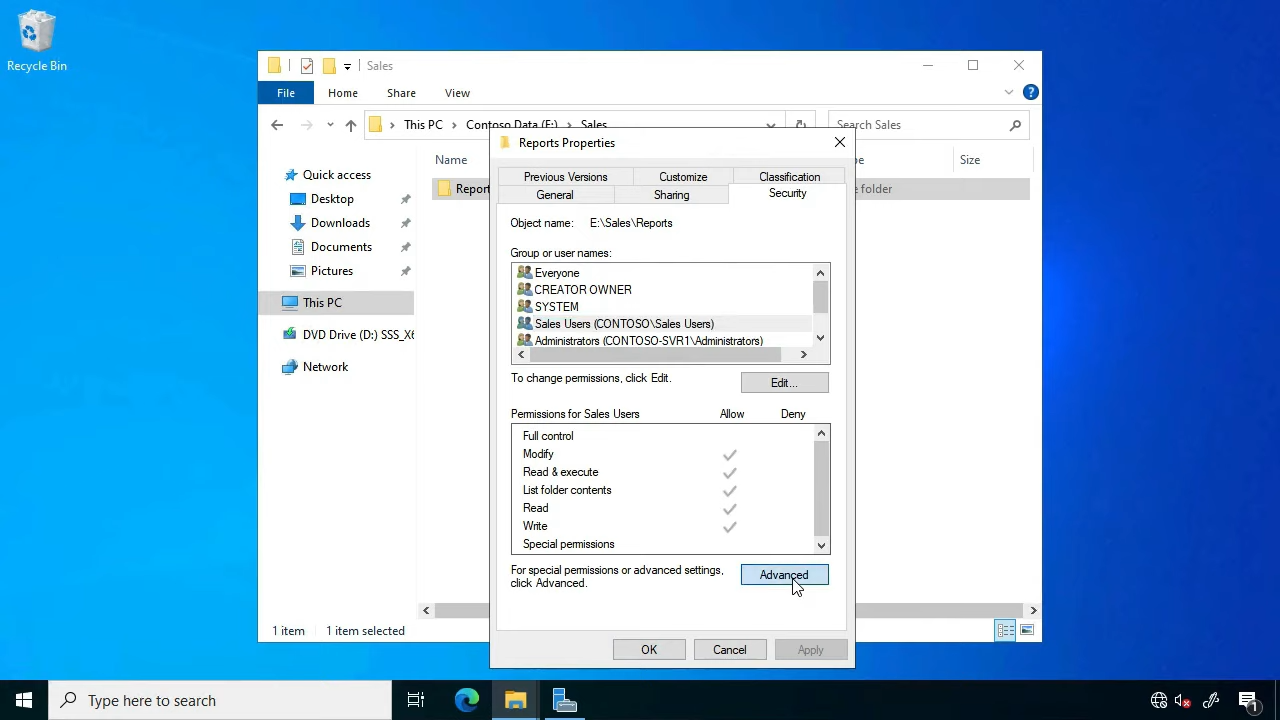 Recycle Bin
Sales
File
Home
Share
View
This PC
Contoso Data (E:)
Sales
Search Sales
Name
Size
Quick access
Desktop
Downloads
Documents
Pictures
This PC
DVD Drive (D:) SSS_X6
Network
Report
folder
Reports Properties
Previous Versions
Customize
Classification
General
Sharing
Security
Object name:
E:\Sales\Reports
Group or user names:
Everyone
CREATOR OWNER
SYSTEM
Sales Users (CONTOSO\Sales Users)
Administrators (CONTOSO-SVR1\Administrators)
To change permissions, click Edit.
Edit...
Permissions for Sales Users
Allow
Deny
Full control
Modify
Read & execute
List folder contents
Read
Write
Special permissions
For special permissions or advanced settings,
click Advanced.
Advanced
OK
Cancel
Apply
1 item
1 item selected
Type here to search
1